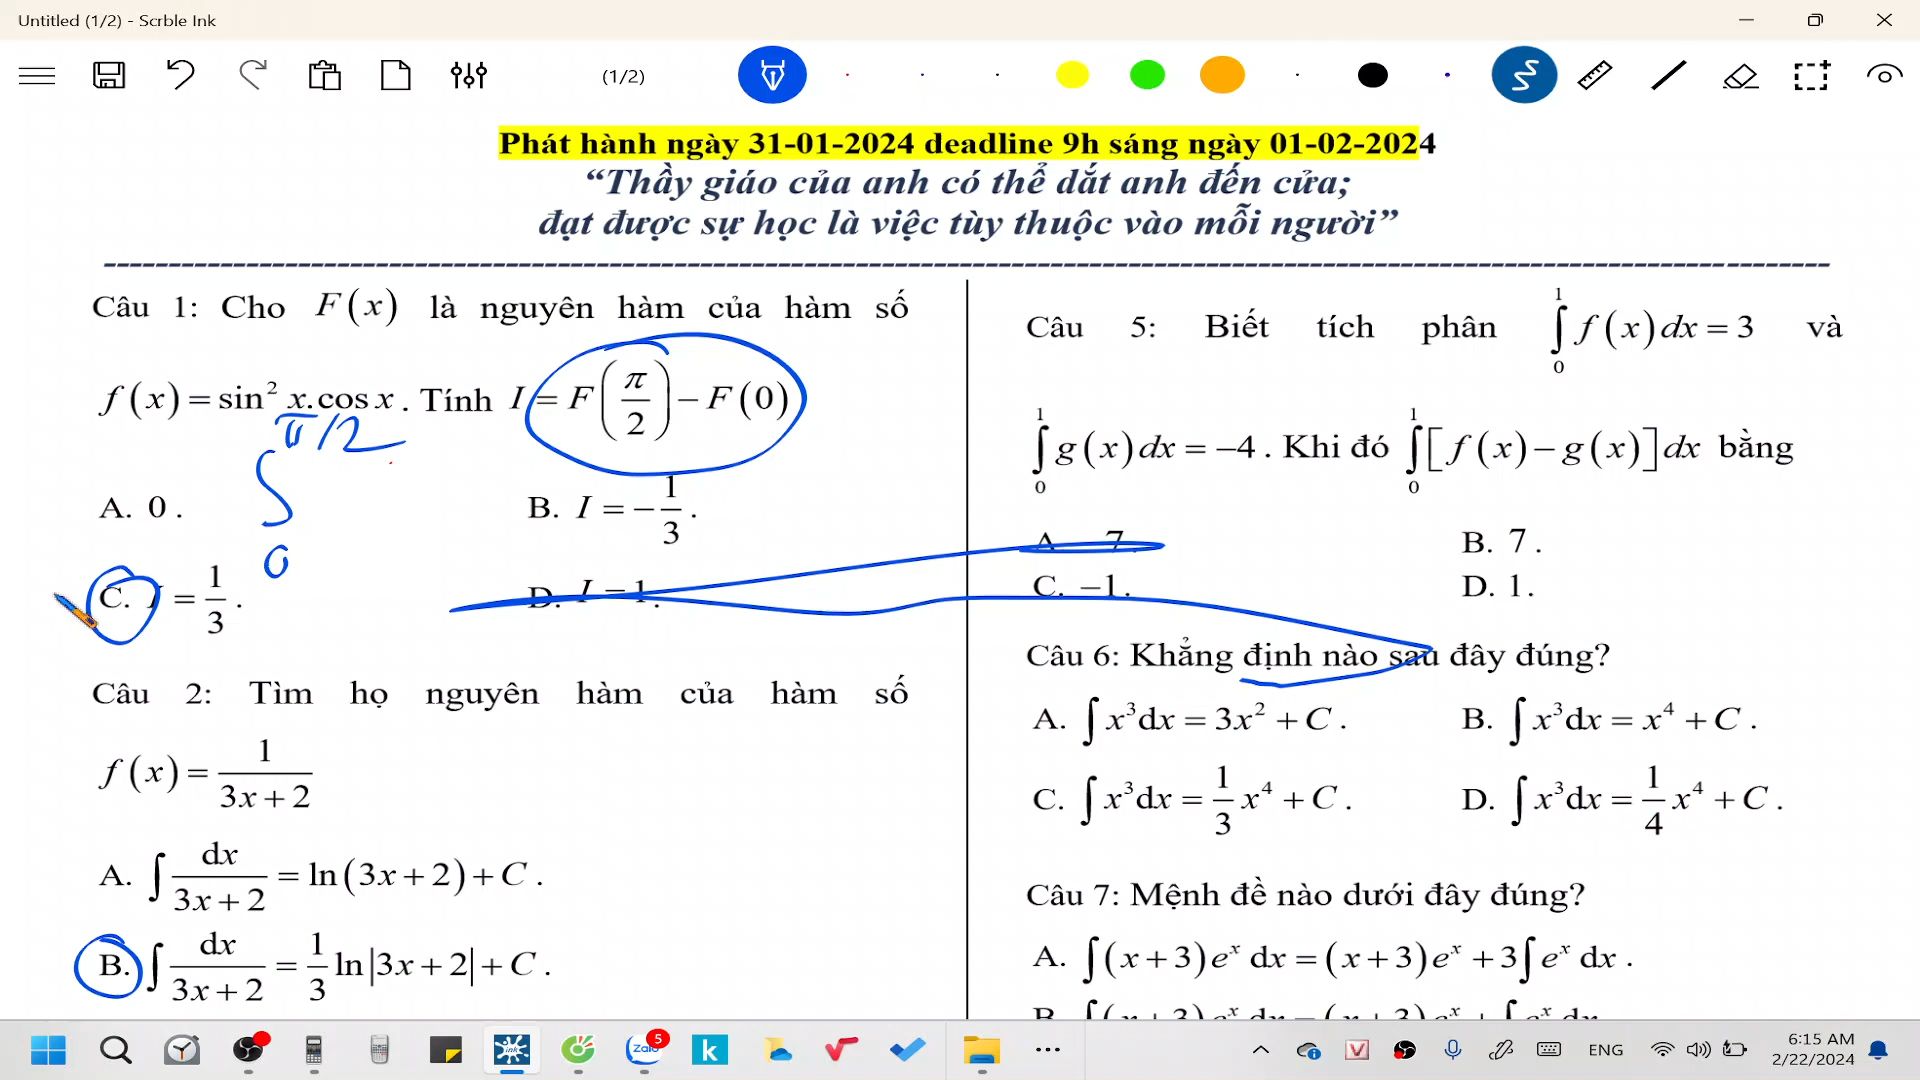 Untitled (1/2) - Scrble Ink
(1/2)
Phát hành ngày 31-01-2024 deadline 9h sáng ngày 01-02-2024
“Thầy giáo của anh có thể dắt anh đến cửa;
đạt được sự học là việc tùy thuộc vào mỗi người”
Câu 1: Cho F(x) là nguyên hàm của hàm số
f(x) = sin² x.cos x. Tính I = F(π/2) − F(0)
π/2
∫
0
A. 0.
B. I = −1/3.
C. I = 1/3.
D. I = 1.
Câu 2: Tìm họ nguyên hàm của hàm số
f(x) = 1/(3x+2)
A. ∫ dx/(3x+2) = ln(3x+2) + C.
B. ∫ dx/(3x+2) = 1/3 ln|3x+2| + C.
Câu 5: Biết tích phân ∫₀¹ f(x)dx = 3 và
∫₀¹ g(x)dx = −4. Khi đó ∫₀¹ [f(x) − g(x)]dx bằng
B. 7.
C. −1.
D. 1.
Câu 6: Khẳng định nào sau đây đúng?
A. ∫ x³dx = 3x² + C.
B. ∫ x³dx = x⁴ + C.
C. ∫ x³dx = 1/3 x⁴ + C.
D. ∫ x³dx = 1/4 x⁴ + C.
Câu 7: Mệnh đề nào dưới đây đúng?
A. ∫(x+3)eˣ dx = (x+3)eˣ + 3∫eˣ dx.
Zalo
5
ENG
6:15 AM
2/22/2024